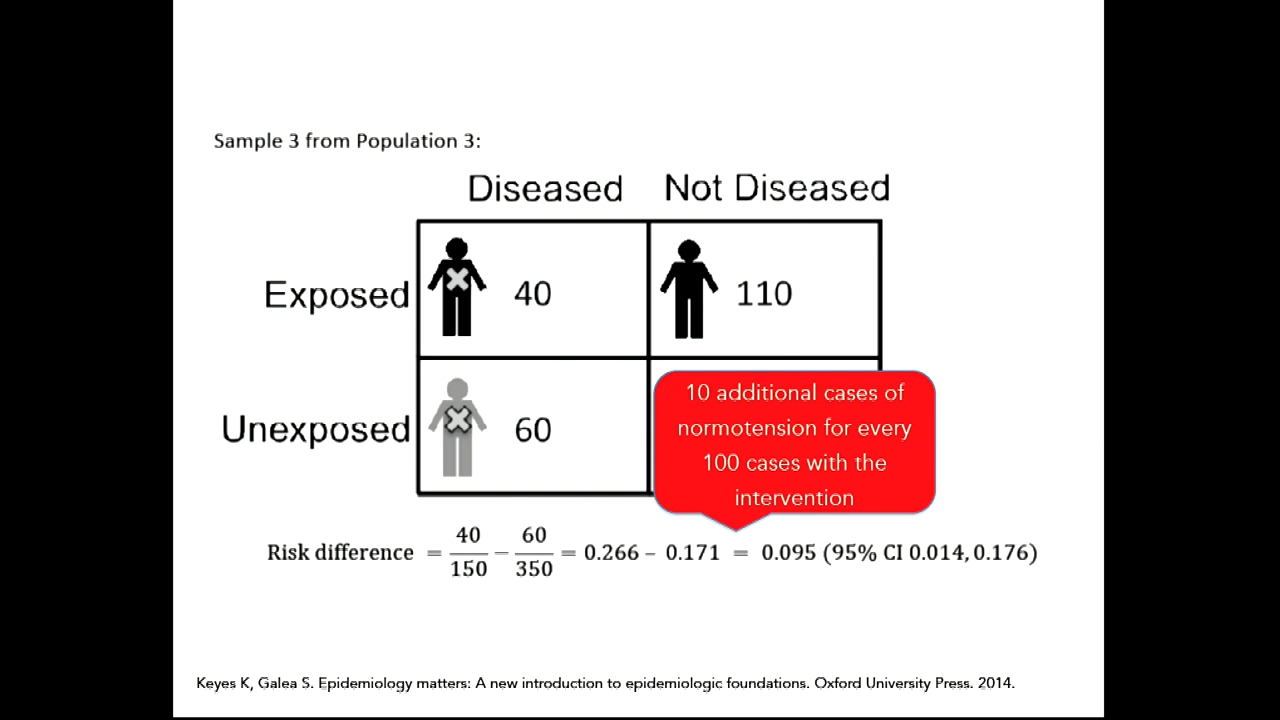 Sample 3 from Population 3:
Diseased Not Diseased
Exposed 40 110
Unexposed 60
10 additional cases of
normotension for every
100 cases with the
intervention
Risk difference = 40/150 − 60/350 = 0.266 – 0.171 = 0.095 (95% CI 0.014, 0.176)
Keyes K, Galea S. Epidemiology matters: A new introduction to epidemiologic foundations. Oxford University Press. 2014.